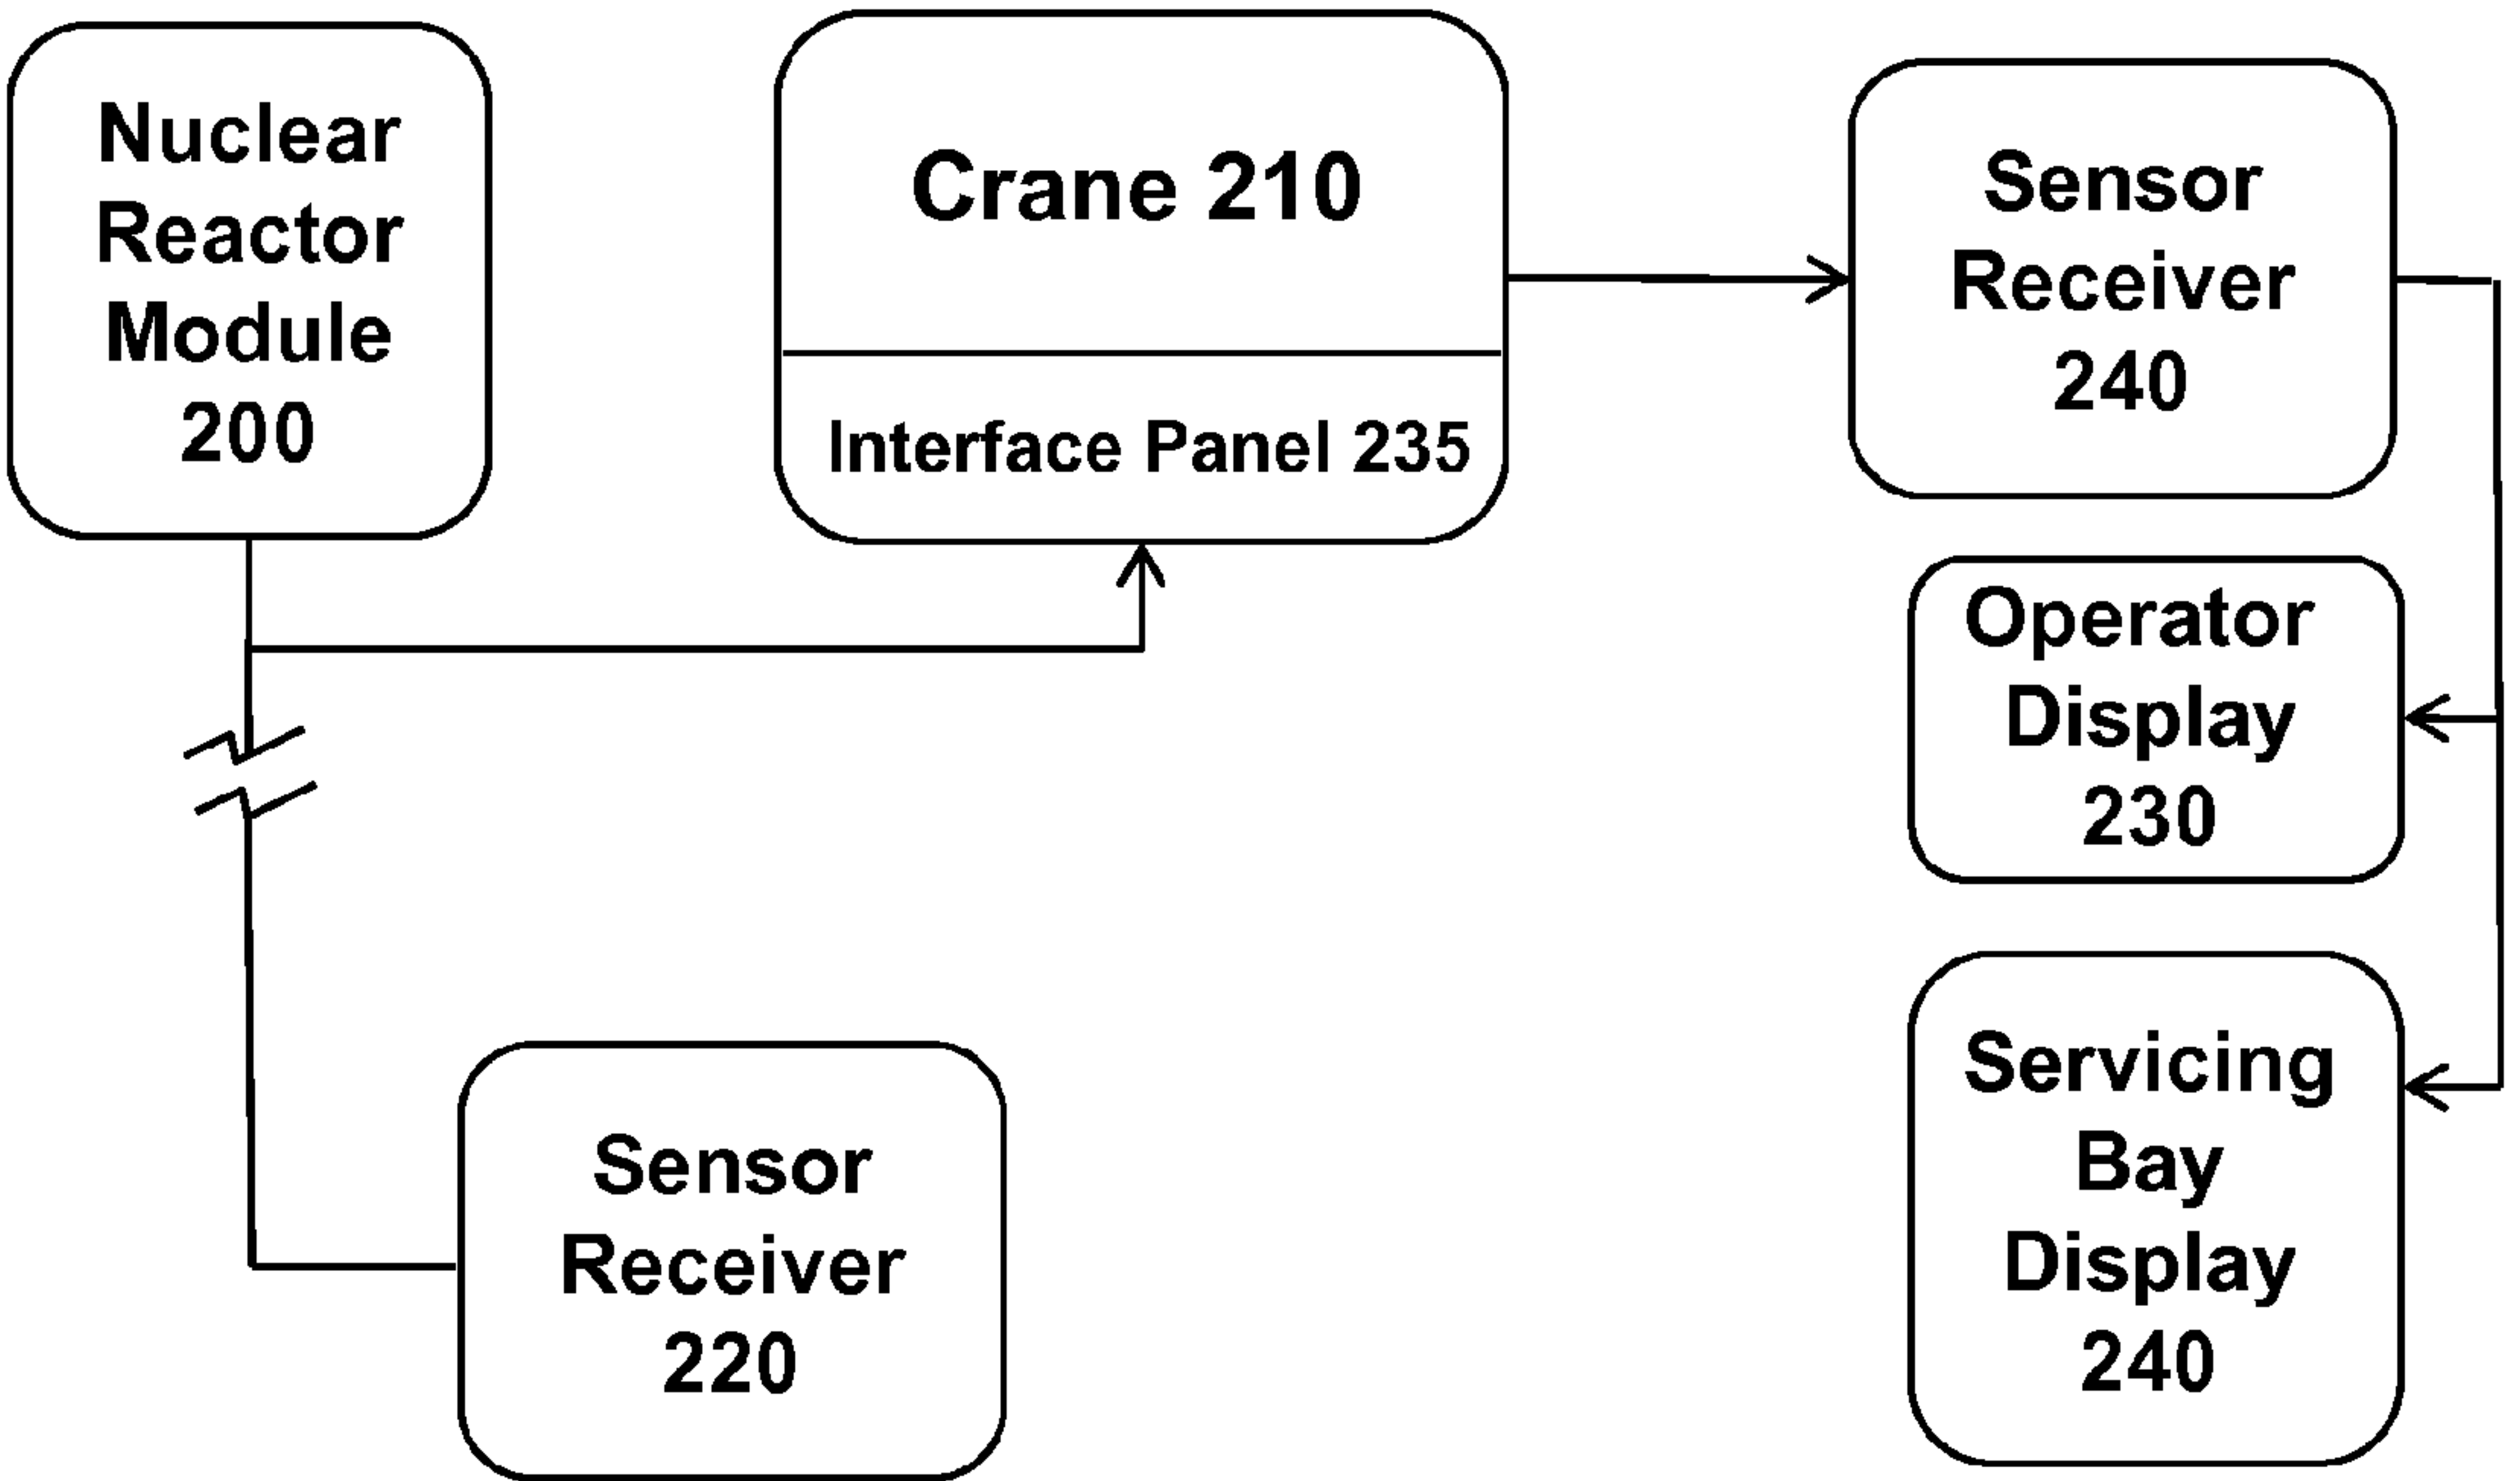 Nuclear
Reactor
Module
200
Crane 210
Interface Panel 235
Sensor
Receiver
240
Operator
Display
230
Servicing
Bay
Display
240
Sensor
Receiver
220